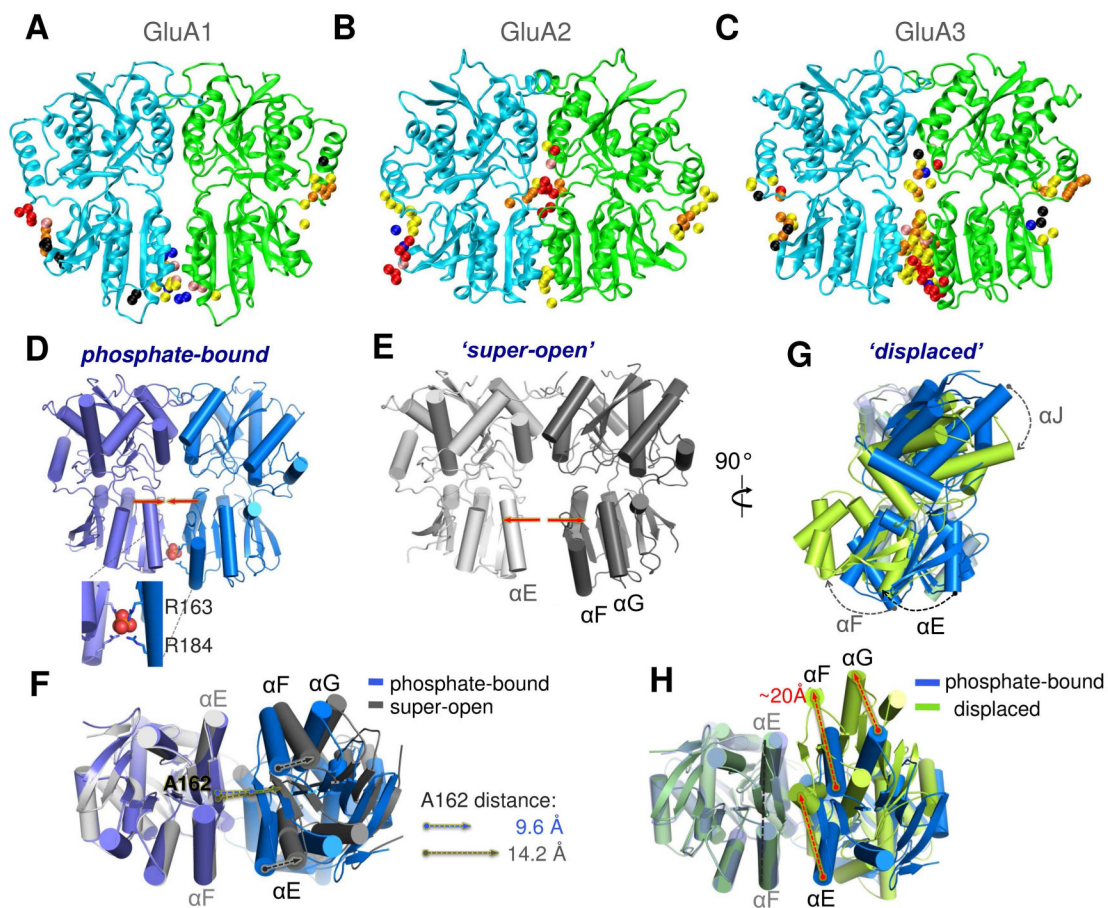 A GluA1
B GluA2
C GluA3
D phosphate-bound
R163
R184
E 'super-open'
αE
αF αG
90°
G 'displaced'
αJ
αF
αE
F
αE
αF αG
phosphate-bound
super-open
A162
A162 distance:
9.6 Å
14.2 Å
αE
αF
H
αG
αF
~20Å
αE
phosphate-bound
displaced
αF
αE